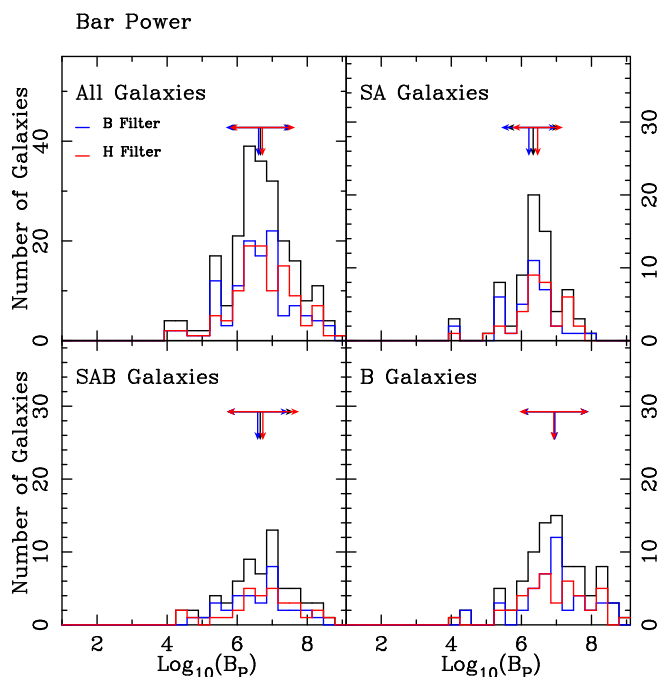 Bar Power
All Galaxies
B Filter
H Filter
SA Galaxies
Number of Galaxies
0 20 40
0 10 20 30
SAB Galaxies
B Galaxies
Number of Galaxies
0 10 20 30
0 10 20 30
2 4 6 8
2 4 6 8
Log10(BP)
Log10(BP)